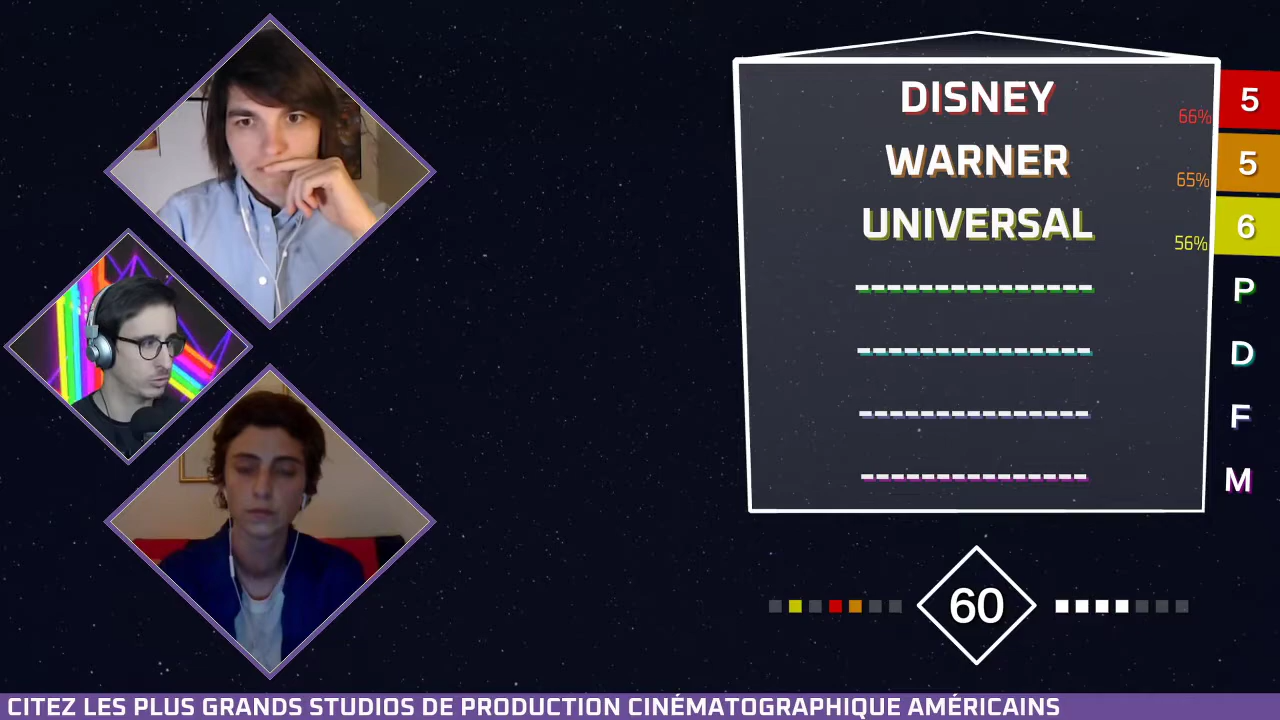 DISNEY
66%
5
WARNER
65%
5
UNIVERSAL
56%
6
P
D
F
M
60
CITEZ LES PLUS GRANDS STUDIOS DE PRODUCTION CINÉMATOGRAPHIQUE AMÉRICAINS